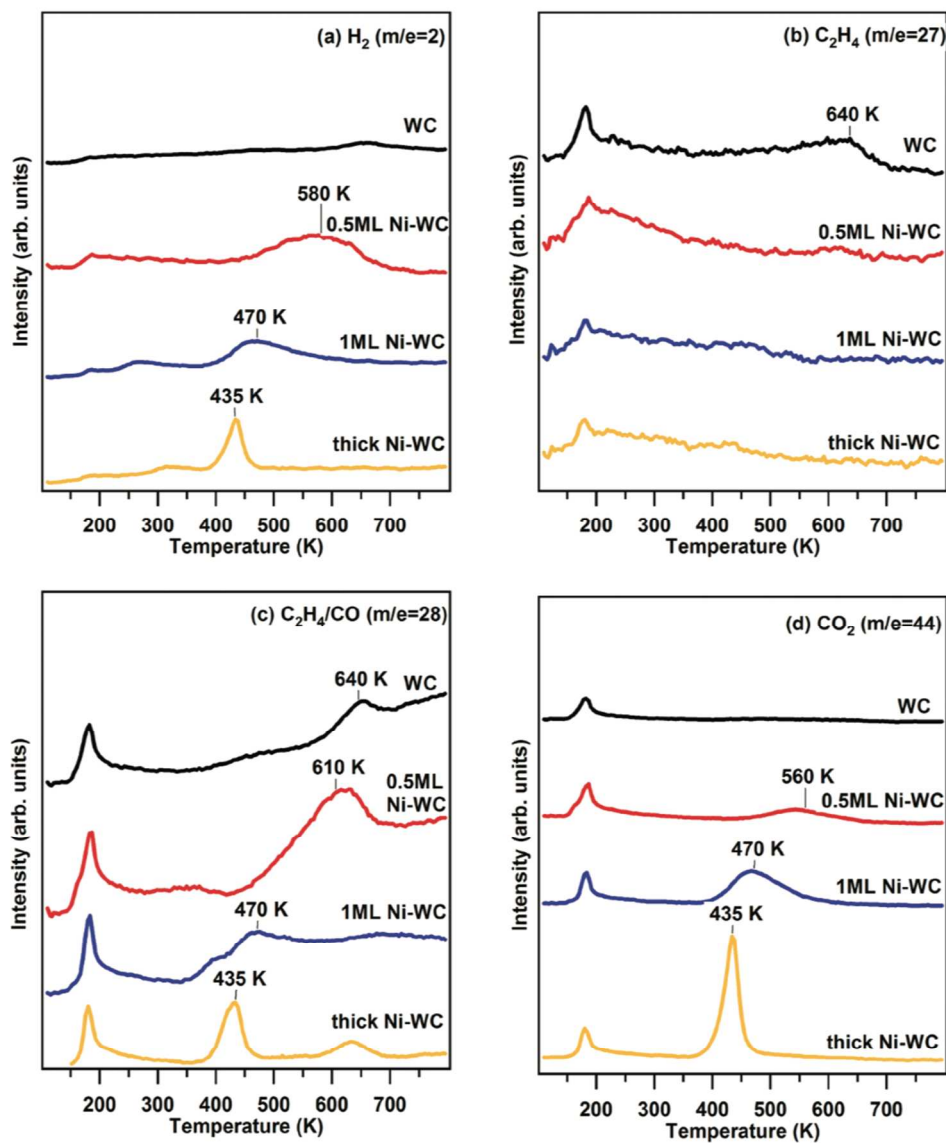 (a) H₂ (m/e=2)
WC
580 K
0.5ML Ni-WC
470 K
1ML Ni-WC
435 K
thick Ni-WC
Intensity (arb. units)
200 300 400 500 600 700
Temperature (K)
(b) C₂H₄ (m/e=27)
640 K
WC
0.5ML Ni-WC
1ML Ni-WC
thick Ni-WC
Intensity (arb. units)
200 300 400 500 600 700
Temperature (K)
(c) C₂H₄/CO (m/e=28)
640 K
WC
610 K
0.5ML
Ni-WC
1ML Ni-WC
470 K
435 K
thick Ni-WC
Intensity (arb. units)
200 300 400 500 600 700
Temperature (K)
(d) CO₂ (m/e=44)
WC
560 K
0.5ML Ni-WC
470 K
1ML Ni-WC
435 K
thick Ni-WC
Intensity (arb. units)
200 300 400 500 600 700
Temperature (K)